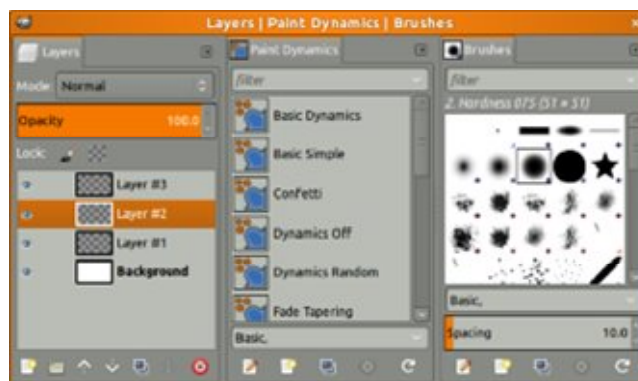 Layers | Paint Dynamics | Brushes
Layers
Mode: Normal
Opacity 100.0
Lock:
Layer #3
Layer #2
Layer #1
Background
Paint Dynamics
filter
Basic Dynamics
Basic Simple
Confetti
Dynamics Off
Dynamics Random
Fade Tapering
Basic,
Brushes
filter
2. Hardness 075 (51 × 51)
Basic,
Spacing 10.0